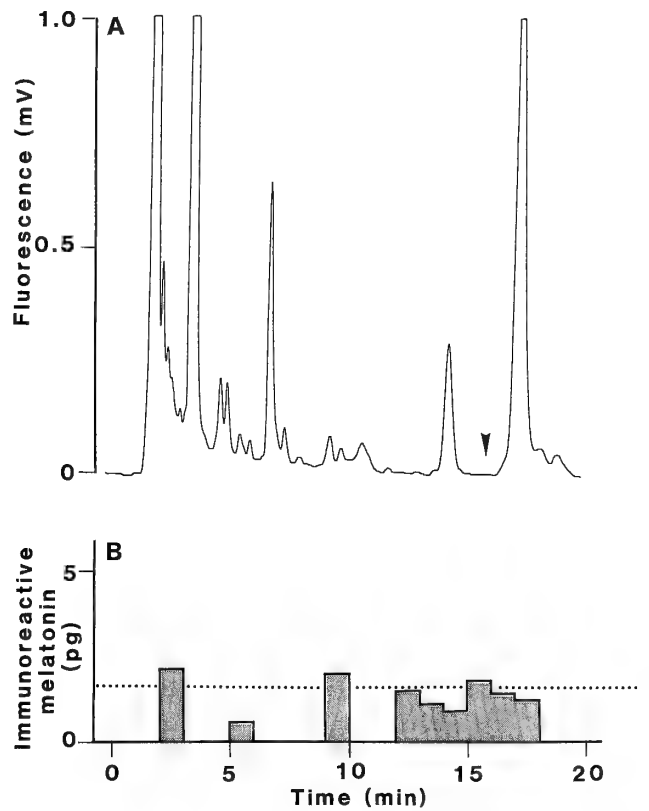 A
1.0
0.5
0
Fluorescence (mV)
B
5
0
Immunoreactive
melatonin
(pg)
0 5 10 15 20
Time (min)